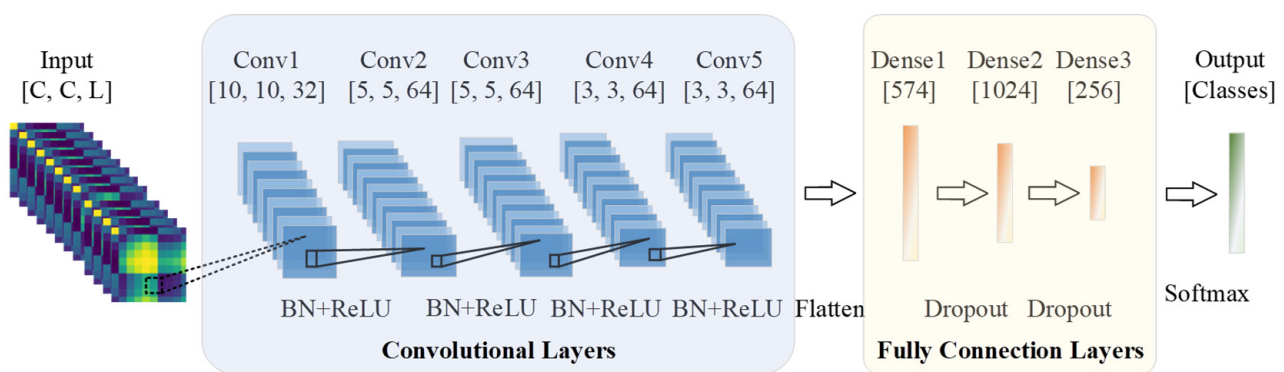 Input
[C, C, L]
Conv1
[10, 10, 32]
Conv2
[5, 5, 64]
Conv3
[5, 5, 64]
Conv4
[3, 3, 64]
Conv5
[3, 3, 64]
BN+ReLU
BN+ReLU
BN+ReLU
BN+ReLU
Convolutional Layers
Flatten
Dense1
[574]
Dense2
[1024]
Dense3
[256]
Dropout
Dropout
Fully Connection Layers
Output
[Classes]
Softmax